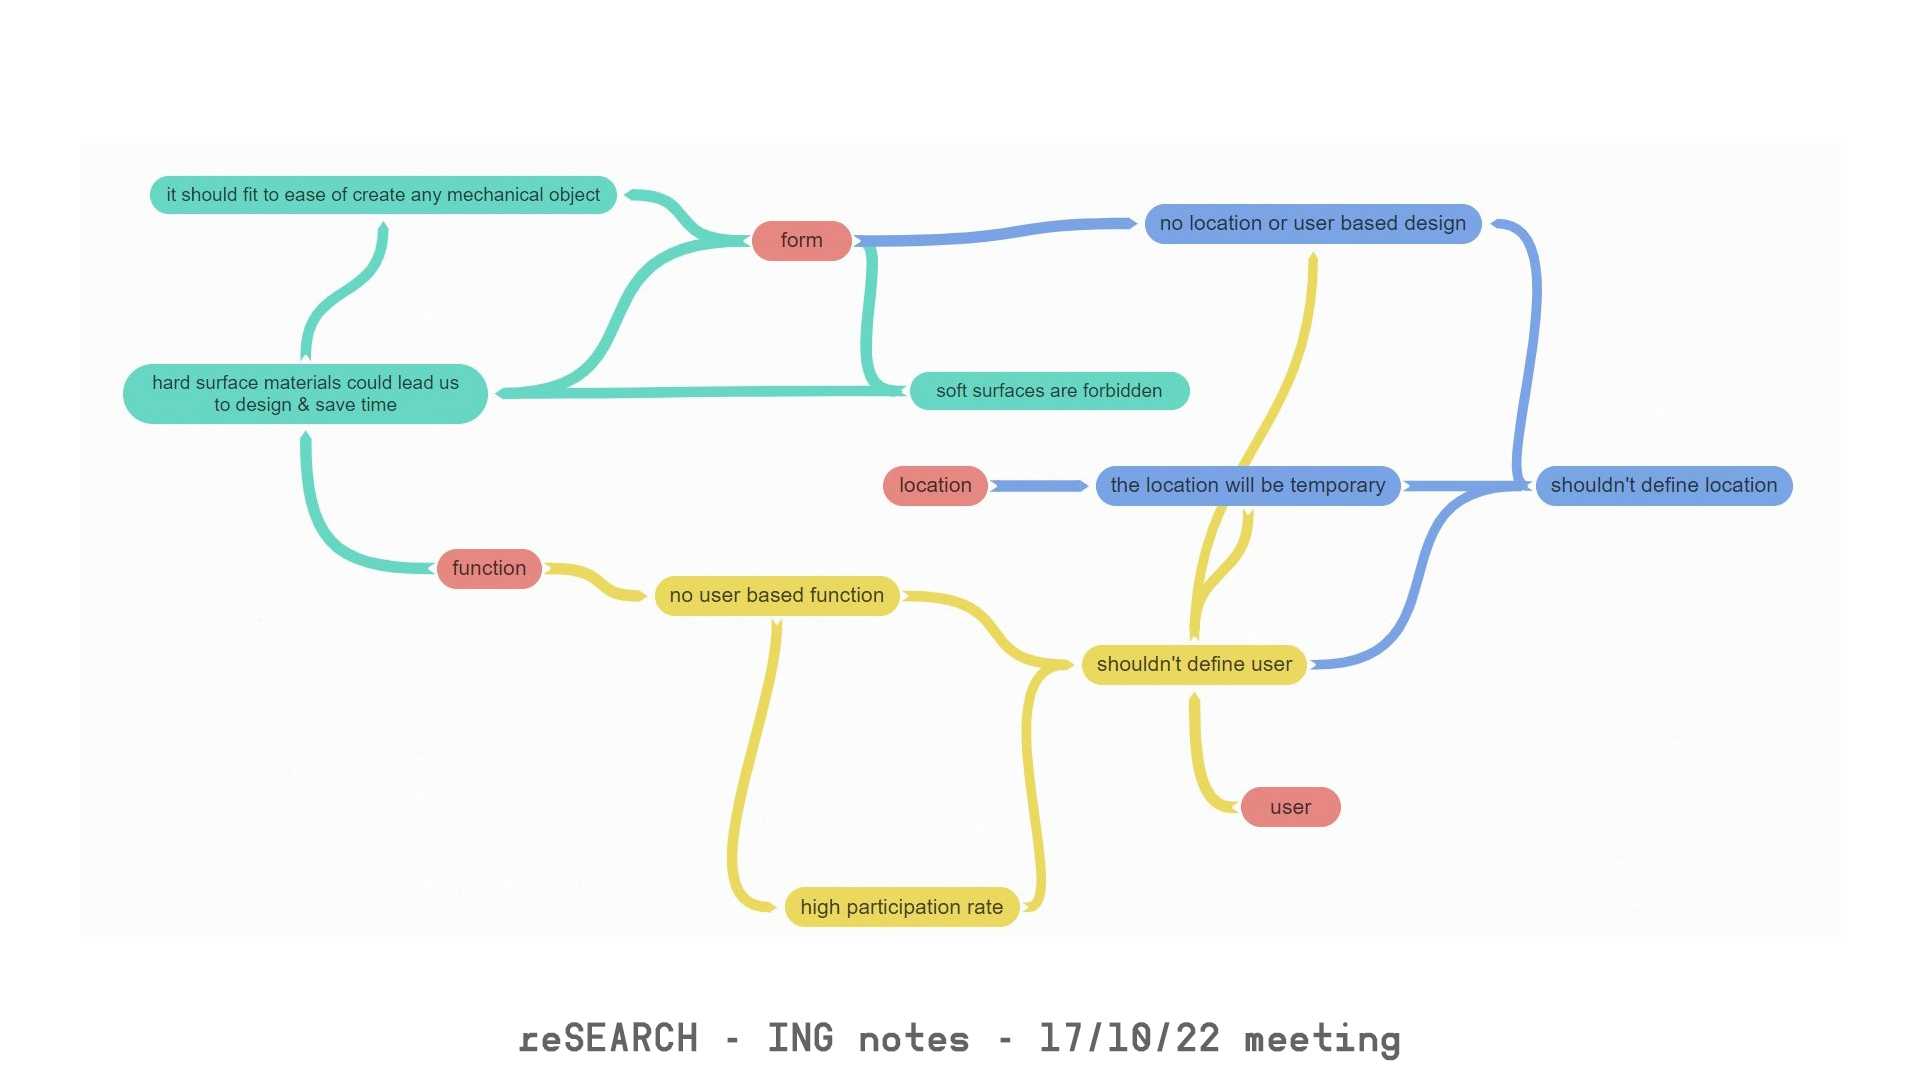 it should fit to ease of create any mechanical object
form
no location or user based design
hard surface materials could lead us
to design & save time
soft surfaces are forbidden
location
the location will be temporary
shouldn't define location
function
no user based function
shouldn't define user
user
high participation rate
reSEARCH - ING notes - 17/10/22 meeting